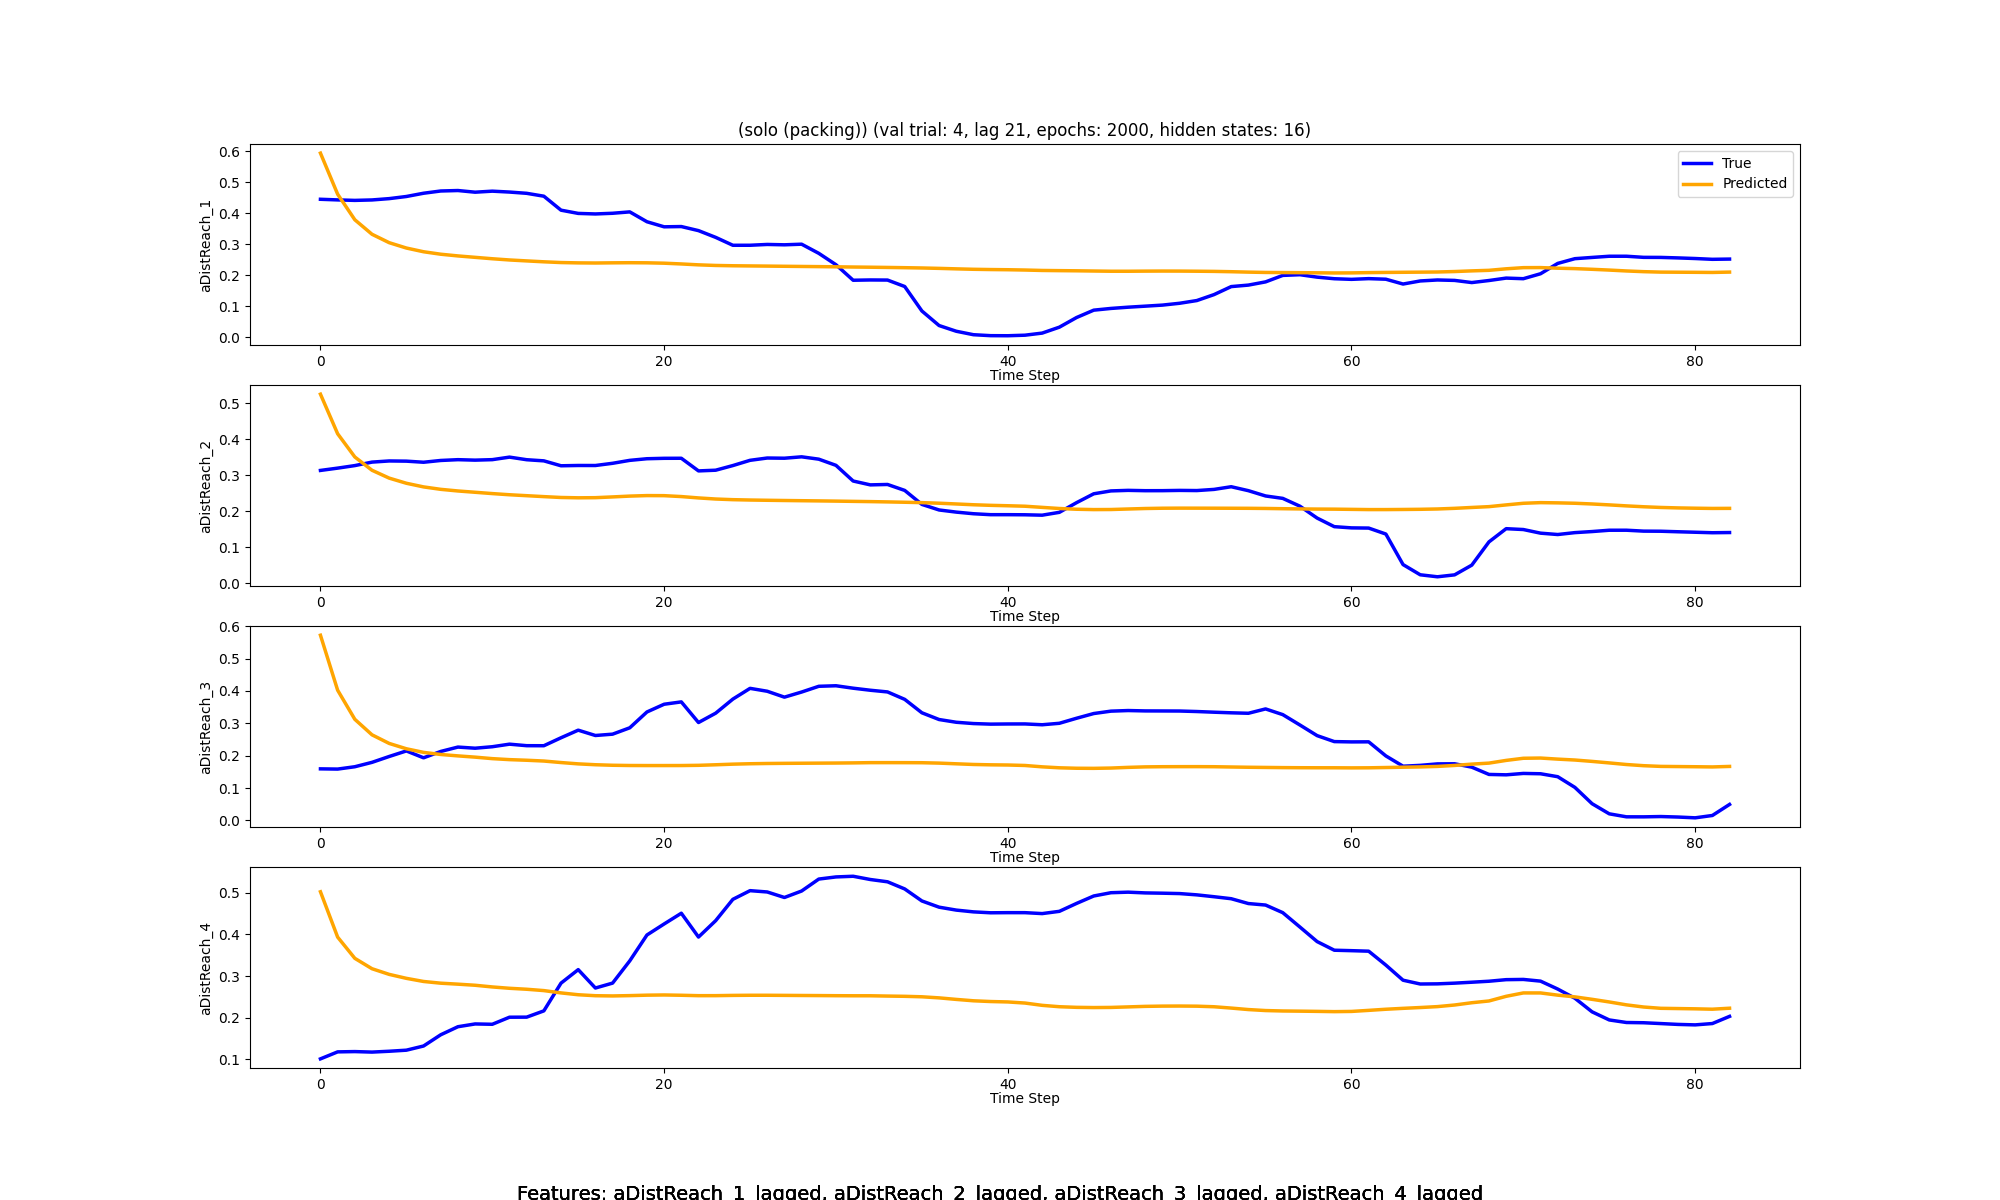 (solo (packing)) (val trial: 4, lag 21, epochs: 2000, hidden states: 16)
True
Predicted
aDistReach_1
0.6
0.5
0.4
0.3
0.2
0.1
0.0
0 20 40 60 80
Time Step
aDistReach_2
0.5
0.4
0.3
0.2
0.1
0.0
0 20 40 60 80
Time Step
aDistReach_3
0.6
0.5
0.4
0.3
0.2
0.1
0.0
0 20 40 60 80
Time Step
aDistReach_4
0.5
0.4
0.3
0.2
0.1
0 20 40 60 80
Time Step
Features: aDistReach_1_lagged, aDistReach_2_lagged, aDistReach_3_lagged, aDistReach_4_lagged